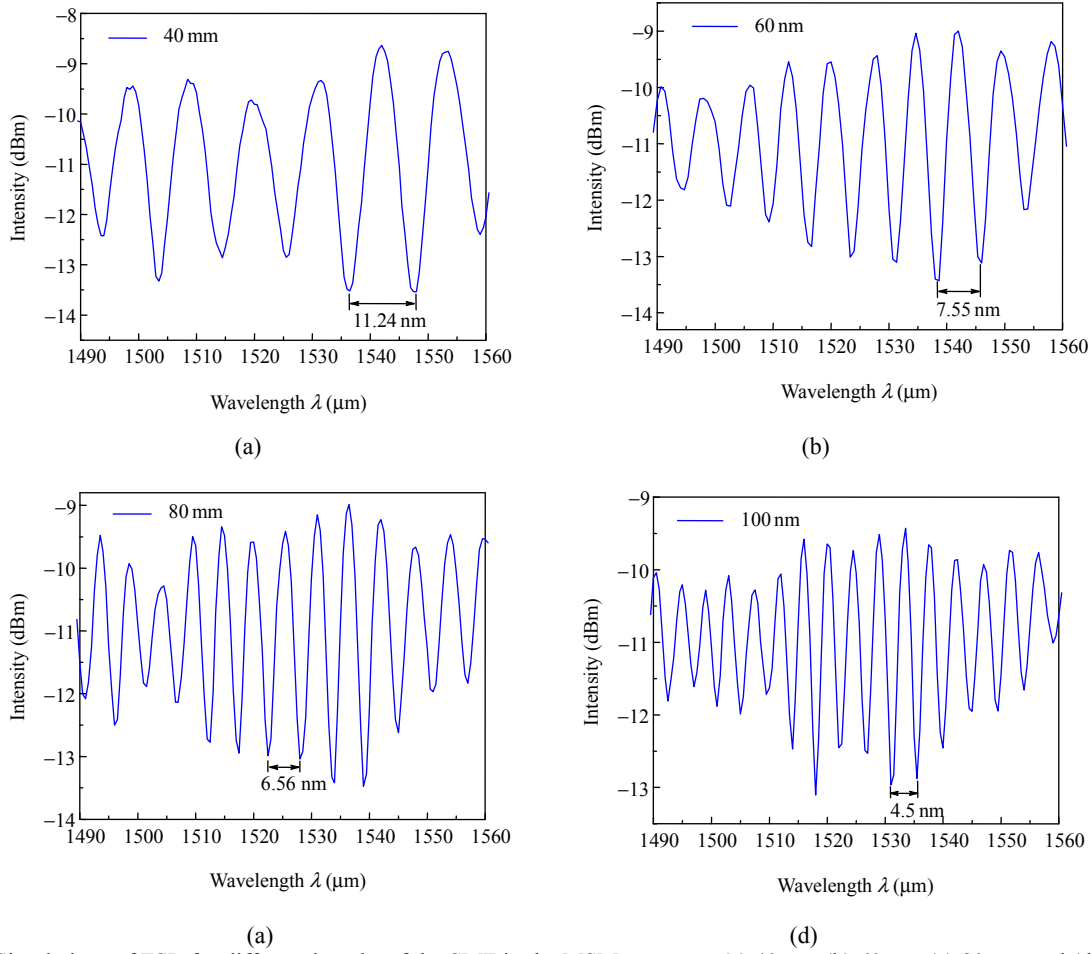 −8
−9
−10
−11
−12
−13
−14
Intensity (dBm)
40 mm
11.24 nm
1490 1500 1510 1520 1530 1540 1550 1560
Wavelength λ (μm)
(a)
−9
−10
−11
−12
−13
−14
Intensity (dBm)
60 nm
7.55 nm
1490 1500 1510 1520 1530 1540 1550 1560
Wavelength λ (μm)
(b)
−9
−10
−11
−12
−13
−14
Intensity (dBm)
80 mm
6.56 nm
1490 1500 1510 1520 1530 1540 1550 1560
Wavelength λ (μm)
(a)
−9
−10
−11
−12
−13
Intensity (dBm)
100 nm
4.5 nm
1490 1500 1510 1520 1530 1540 1550 1560
Wavelength λ (μm)
(d)